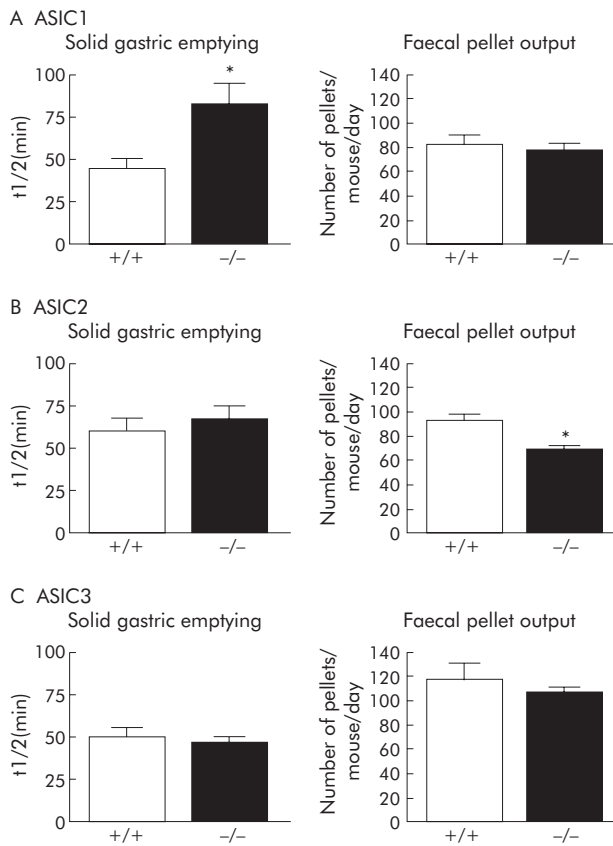 A ASIC1
Solid gastric emptying
100
75
50
25
0
t1/2(min)
*
+/+
–/–
Faecal pellet output
140
120
100
80
60
40
20
0
Number of pellets/
mouse/day
+/+
–/–
B ASIC2
Solid gastric emptying
100
75
50
25
0
t1/2(min)
+/+
–/–
Faecal pellet output
140
120
100
80
60
40
20
0
Number of pellets/
mouse/day
*
+/+
–/–
C ASIC3
Solid gastric emptying
100
75
50
25
0
t1/2(min)
+/+
–/–
Faecal pellet output
140
120
100
80
60
40
20
0
Number of pellets/
mouse/day
+/+
–/–